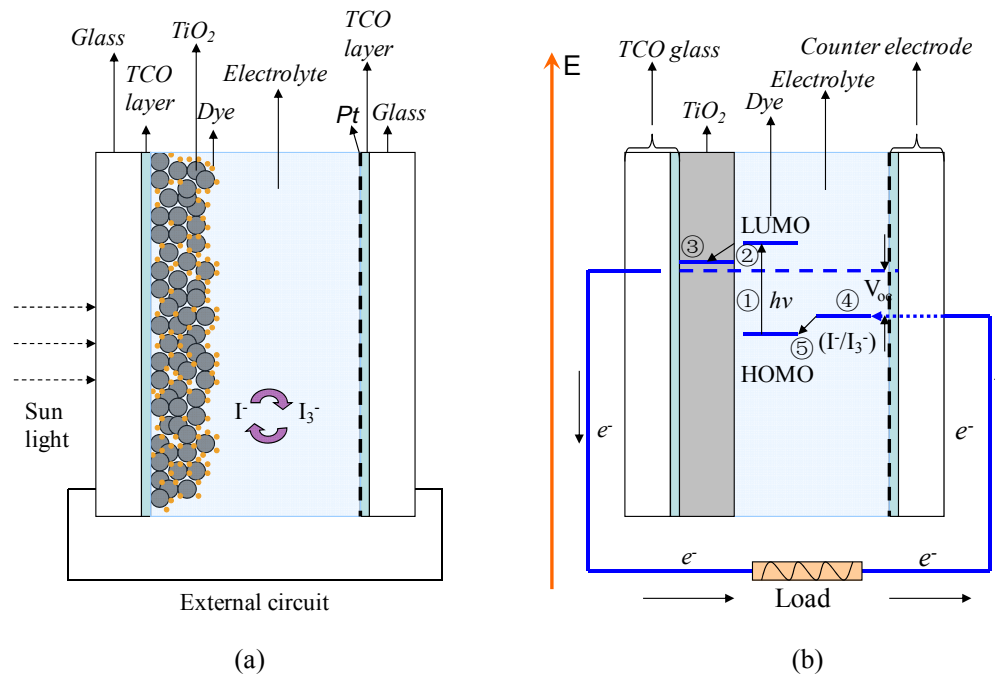 Glass
TCO
layer
TiO2
Dye
Electrolyte
TCO
layer
Pt
Glass
Sun
light
I-
I3-
External circuit
(a)
E
TCO glass
TiO2
Dye
Electrolyte
Counter electrode
LUMO
③
②
①
hν
④
Voc
⑤
(I-/I3-)
HOMO
e-
e-
e-
e-
Load
(b)